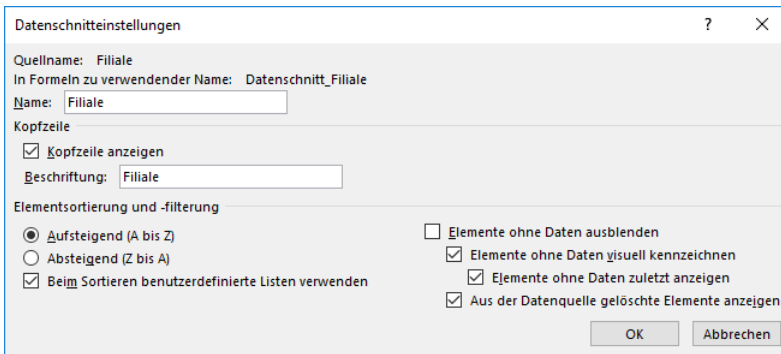 Datenschnitteinstellungen ? ×
Quellname: Filiale
In Formeln zu verwendender Name: Datenschnitt_Filiale
Name: Filiale
Kopfzeile
Kopfzeile anzeigen
Beschriftung: Filiale
Elementsortierung und -filterung
Aufsteigend (A bis Z)
Absteigend (Z bis A)
Beim Sortieren benutzerdefinierte Listen verwenden
Elemente ohne Daten ausblenden
Elemente ohne Daten visuell kennzeichnen
Elemente ohne Daten zuletzt anzeigen
Aus der Datenquelle gelöschte Elemente anzeigen
OK Abbrechen